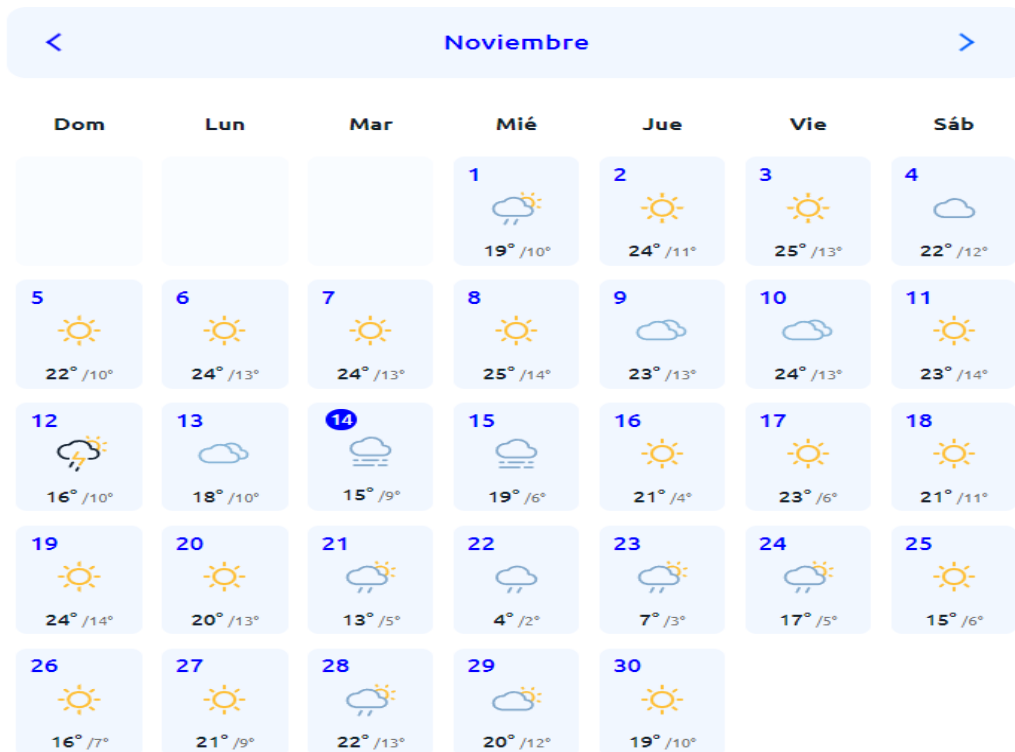 Noviembre
Dom Lun Mar Mié Jue Vie Sáb
1 2 3 4
19° /10° 24° /11° 25° /13° 22° /12°
5 6 7 8 9 10 11
22° /10° 24° /13° 24° /13° 25° /14° 23° /13° 24° /13° 23° /14°
12 13 14 15 16 17 18
16° /10° 18° /10° 15° /9° 19° /6° 21° /4° 23° /6° 21° /11°
19 20 21 22 23 24 25
24° /14° 20° /13° 13° /5° 4° /2° 7° /3° 17° /5° 15° /6°
26 27 28 29 30
16° /7° 21° /9° 22° /13° 20° /12° 19° /10°